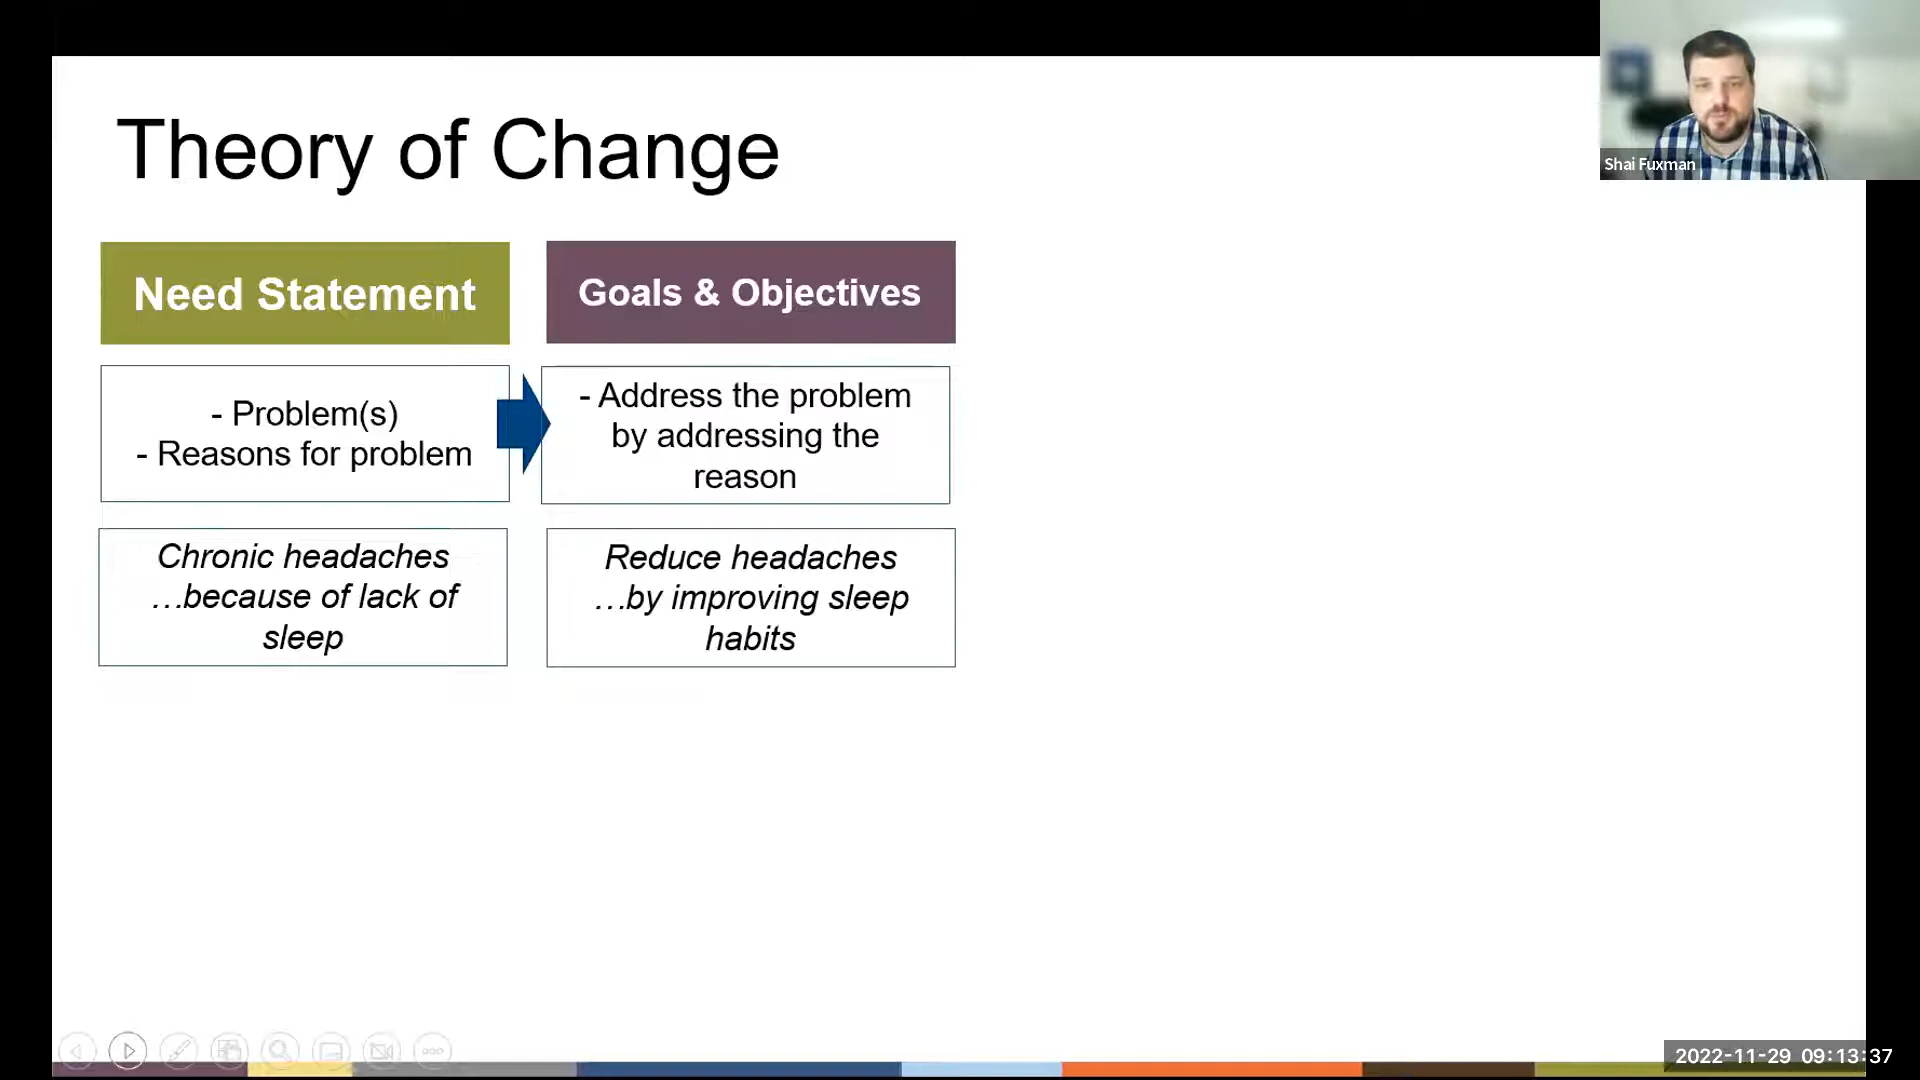 Theory of Change
Shai Fuxman
Need Statement
Goals & Objectives
- Problem(s)
- Reasons for problem
- Address the problem
by addressing the
reason
Chronic headaches
…because of lack of
sleep
Reduce headaches
…by improving sleep
habits
2022-11-29 09:13:37